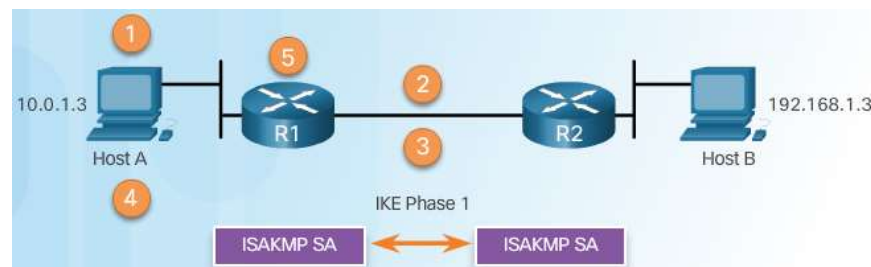 1
5
2
10.0.1.3
192.168.1.3
R1
R2
3
Host A
Host B
4
IKE Phase 1
ISAKMP SA
ISAKMP SA